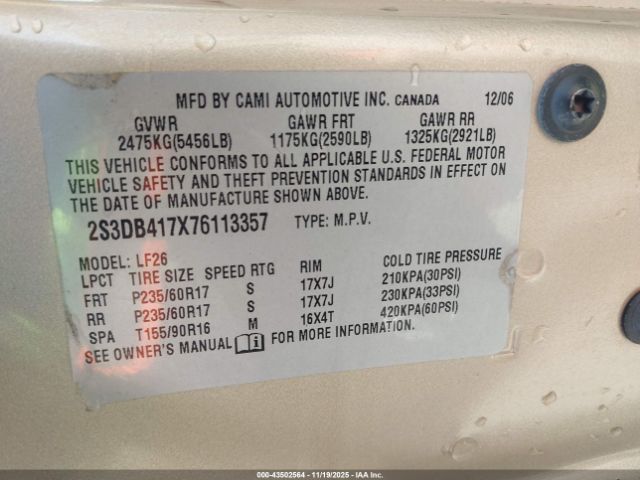 MFD BY CAMI AUTOMOTIVE INC. CANADA 12/06
GVWR GAWR FRT GAWR RR
2475KG(5456LB) 1175KG(2590LB) 1325KG(2921LB)
THIS VEHICLE CONFORMS TO ALL APPLICABLE U.S. FEDERAL MOTOR
VEHICLE SAFETY AND THEFT PREVENTION STANDARDS IN EFFECT ON
THE DATE OF MANUFACTURE SHOWN ABOVE.
2S3DB417X76113357 TYPE: M.P.V.
MODEL: LF26
LPCT TIRE SIZE SPEED RTG RIM COLD TIRE PRESSURE
FRT P235/60R17 S 17X7J 210KPA(30PSI)
RR P235/60R17 S 17X7J 230KPA(33PSI)
SPA T155/90R16 M 16X4T 420KPA(60PSI)
SEE OWNER'S MANUAL i FOR MORE INFORMATION.
000-43502564 - 11/19/2025 - IAA Inc.